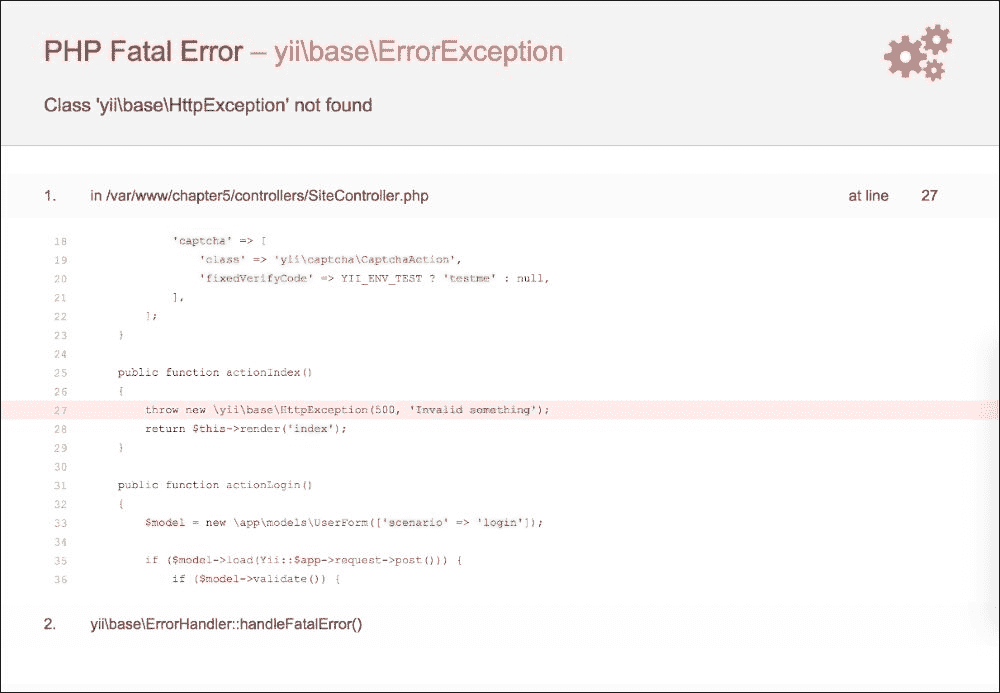 PHP Fatal Error – yii\base\ErrorException
Class 'yii\base\HttpException' not found
1. in /var/www/chapter5/controllers/SiteController.php at line 27
18 'captcha' => [
19 'class' => 'yii\captcha\CaptchaAction',
20 'fixedVerifyCode' => YII_ENV_TEST ? 'testme' : null,
21 ],
22 ];
23 }
24
25 public function actionIndex()
26 {
27 throw new \yii\base\HttpException(500, 'Invalid something');
28 return $this->render('index');
29 }
30
31 public function actionLogin()
32 {
33 $model = new \app\models\UserForm(['scenario' => 'login']);
34
35 if ($model->load(Yii::$app->request->post())) {
36 if ($model->validate()) {
2. yii\base\ErrorHandler::handleFatalError()